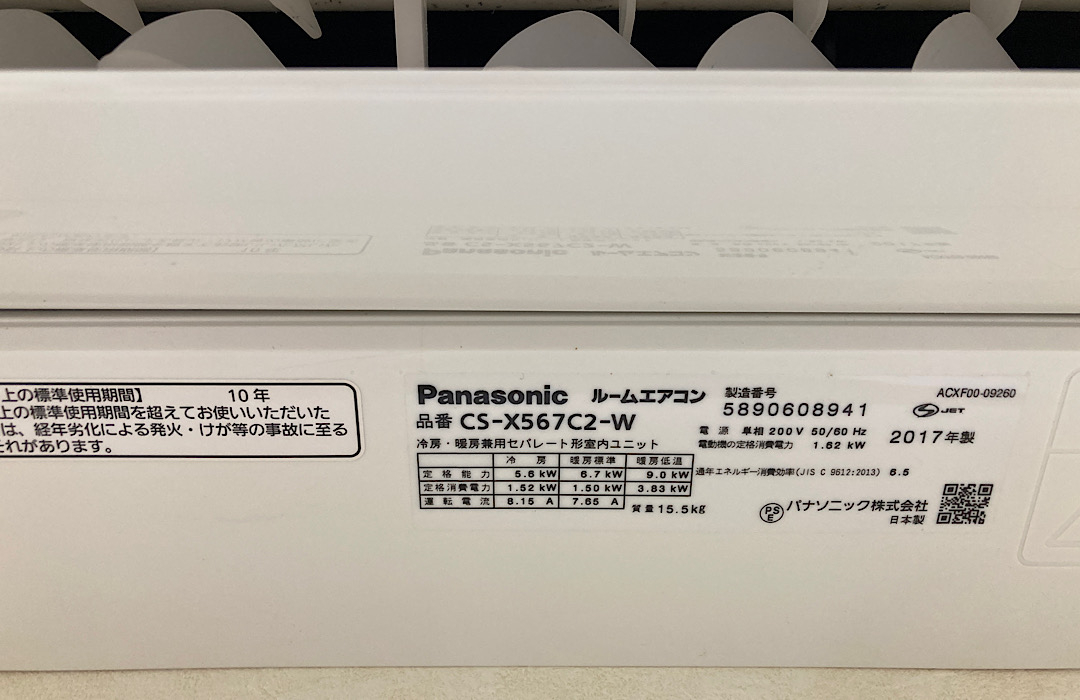 上の標準使用期間】 10年
上の標準使用期間を超えてお使いいただいた
は、経年劣化による発火・けが等の事故に至る
それがあります。
Panasonic ルームエアコン
品番 CS-X567C2-W
冷房・暖房兼用セパレート形室内ユニット
冷房 暖房標準 暖房低温
定格能力 5.6 kW 6.7 kW 9.0 kW
定格消費電力 1.52 kW 1.50 kW 3.83 kW
運転電流 8.15 A 7.65 A
質量 15.5kg
製造番号
5890608941
電源 単相 200V 50/60 Hz
電動機の定格消費電力 1.62 kW
通年エネルギー消費効率(JIS C 9612:2013) 6.5
ACXF00-09260
JET
2017年製
PSE パナソニック株式会社
日本製